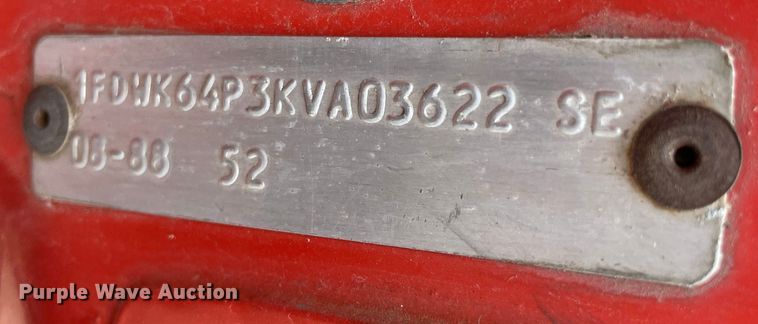 1FDWK64P3KVA03622 SE
08-88 52
Purple Wave Auction